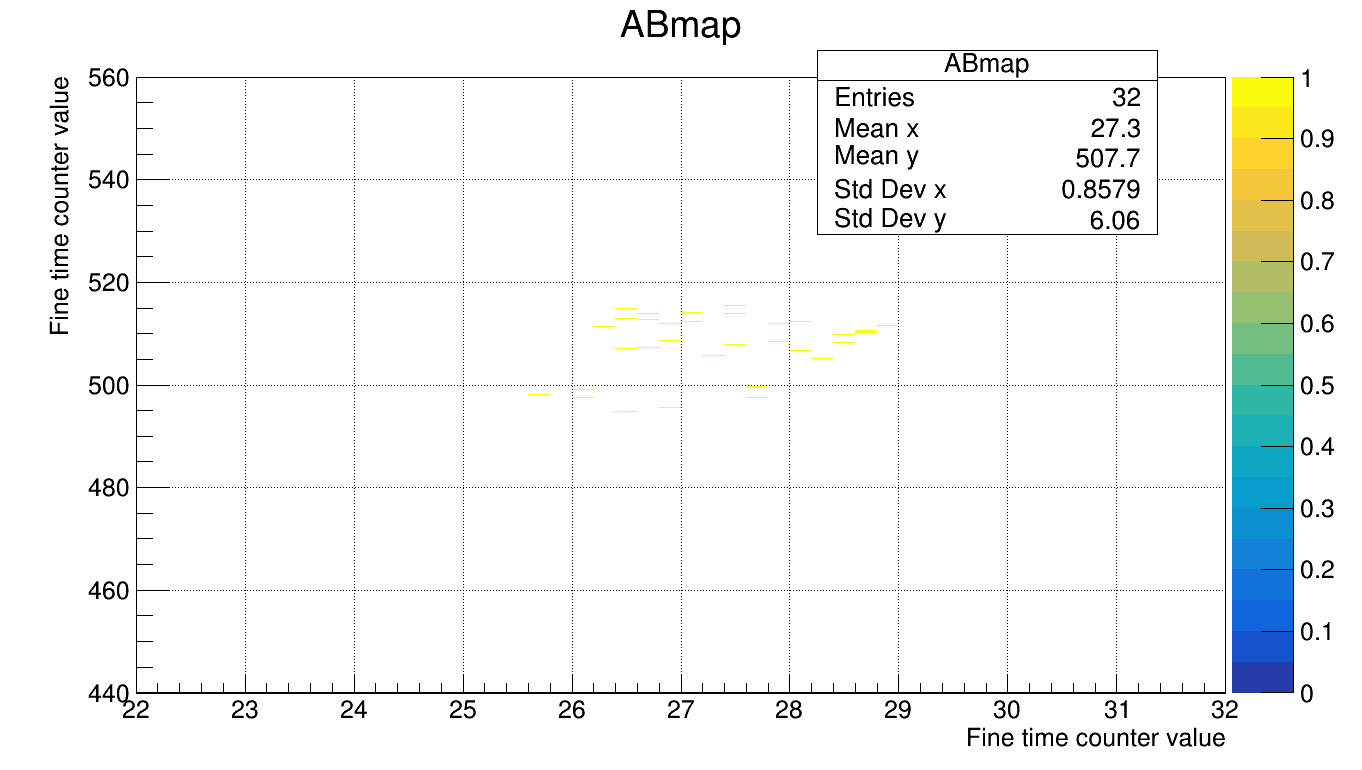 ABmap
ABmap
Entries 32
Mean x 27.3
Mean y 507.7
Std Dev x 0.8579
Std Dev y 6.06
Fine time counter value
560
540
520
500
480
460
440
22 23 24 25 26 27 28 29 30 31 32
Fine time counter value
1
0.9
0.8
0.7
0.6
0.5
0.4
0.3
0.2
0.1
0